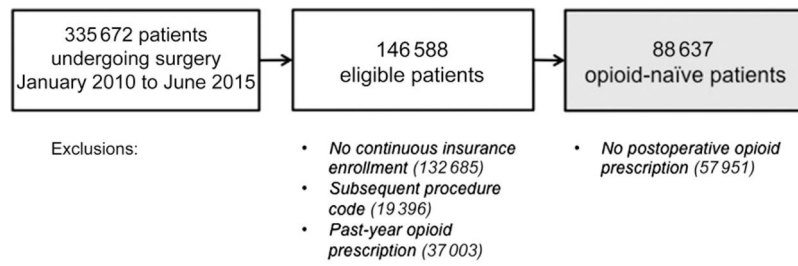 335 672 patients
undergoing surgery
January 2010 to June 2015
146 588
eligible patients
88 637
opioid-naïve patients
Exclusions:
• No continuous insurance
enrollment (132 685)
• Subsequent procedure
code (19 396)
• Past-year opioid
prescription (37 003)
• No postoperative opioid
prescription (57 951)